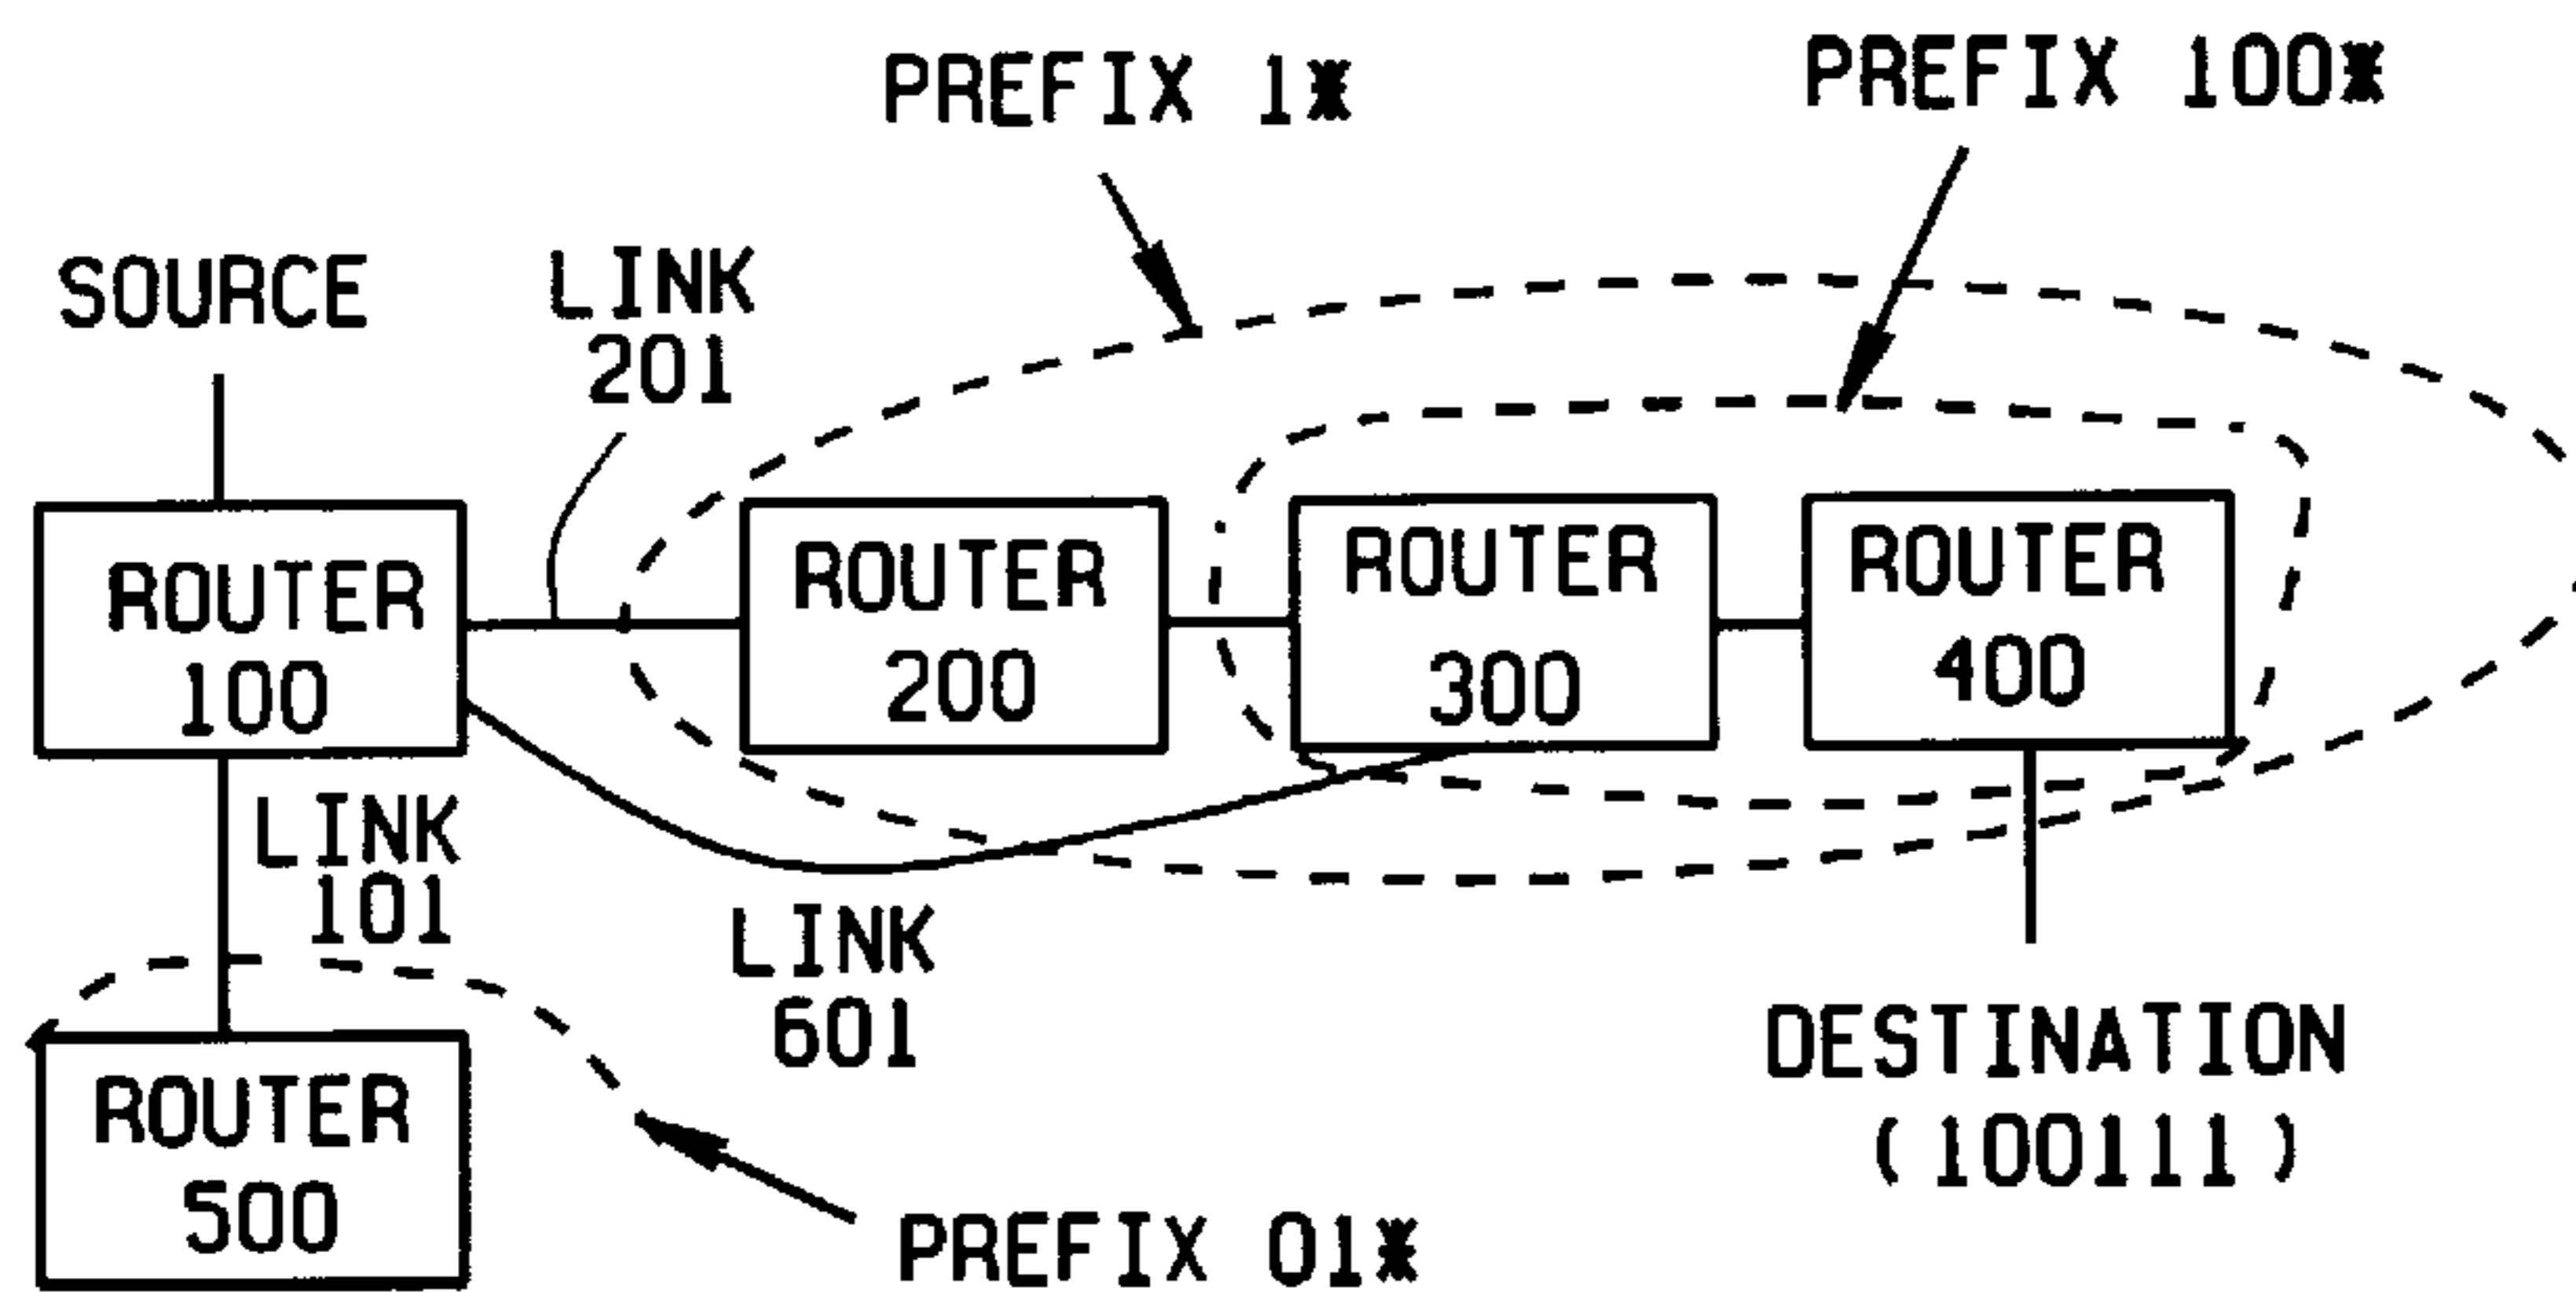 PREFIX 1*
PREFIX 100*
SOURCE
LINK
201
ROUTER
100
ROUTER
200
ROUTER
300
ROUTER
400
LINK
101
LINK
601
DESTINATION
(100111)
ROUTER
500
PREFIX 01*